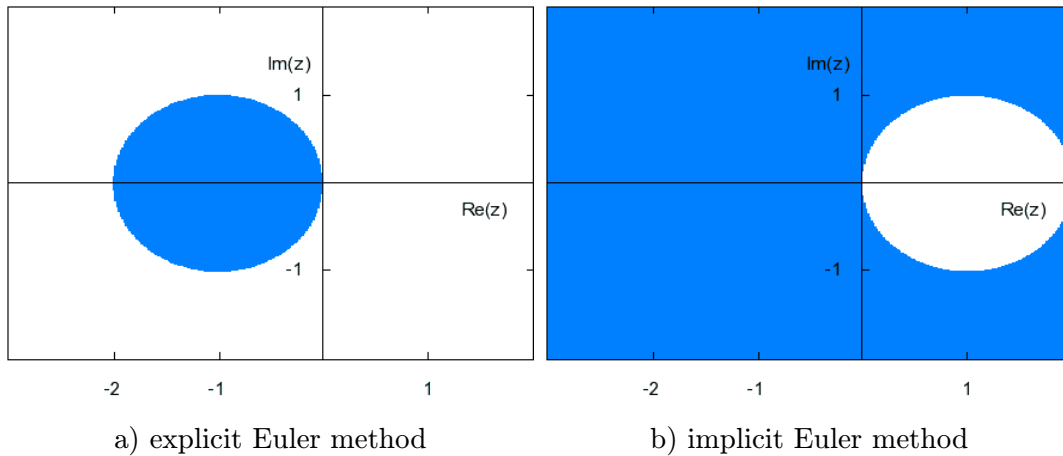 Im(z)
1
Re(z)
-1
-2 -1 1
a) explicit Euler method
Im(z)
1
Re(z)
-1
-2 -1 1
b) implicit Euler method